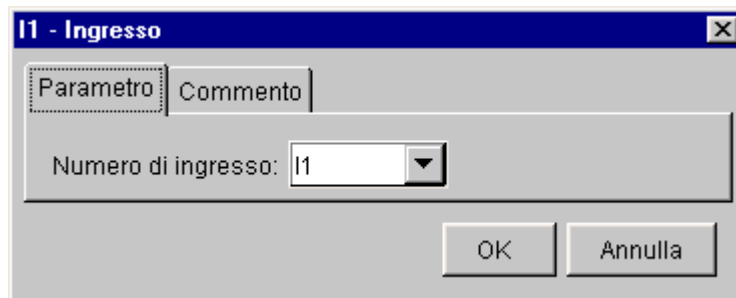 I1 - Ingresso
Parametro Commento
Numero di ingresso: I1
OK Annulla